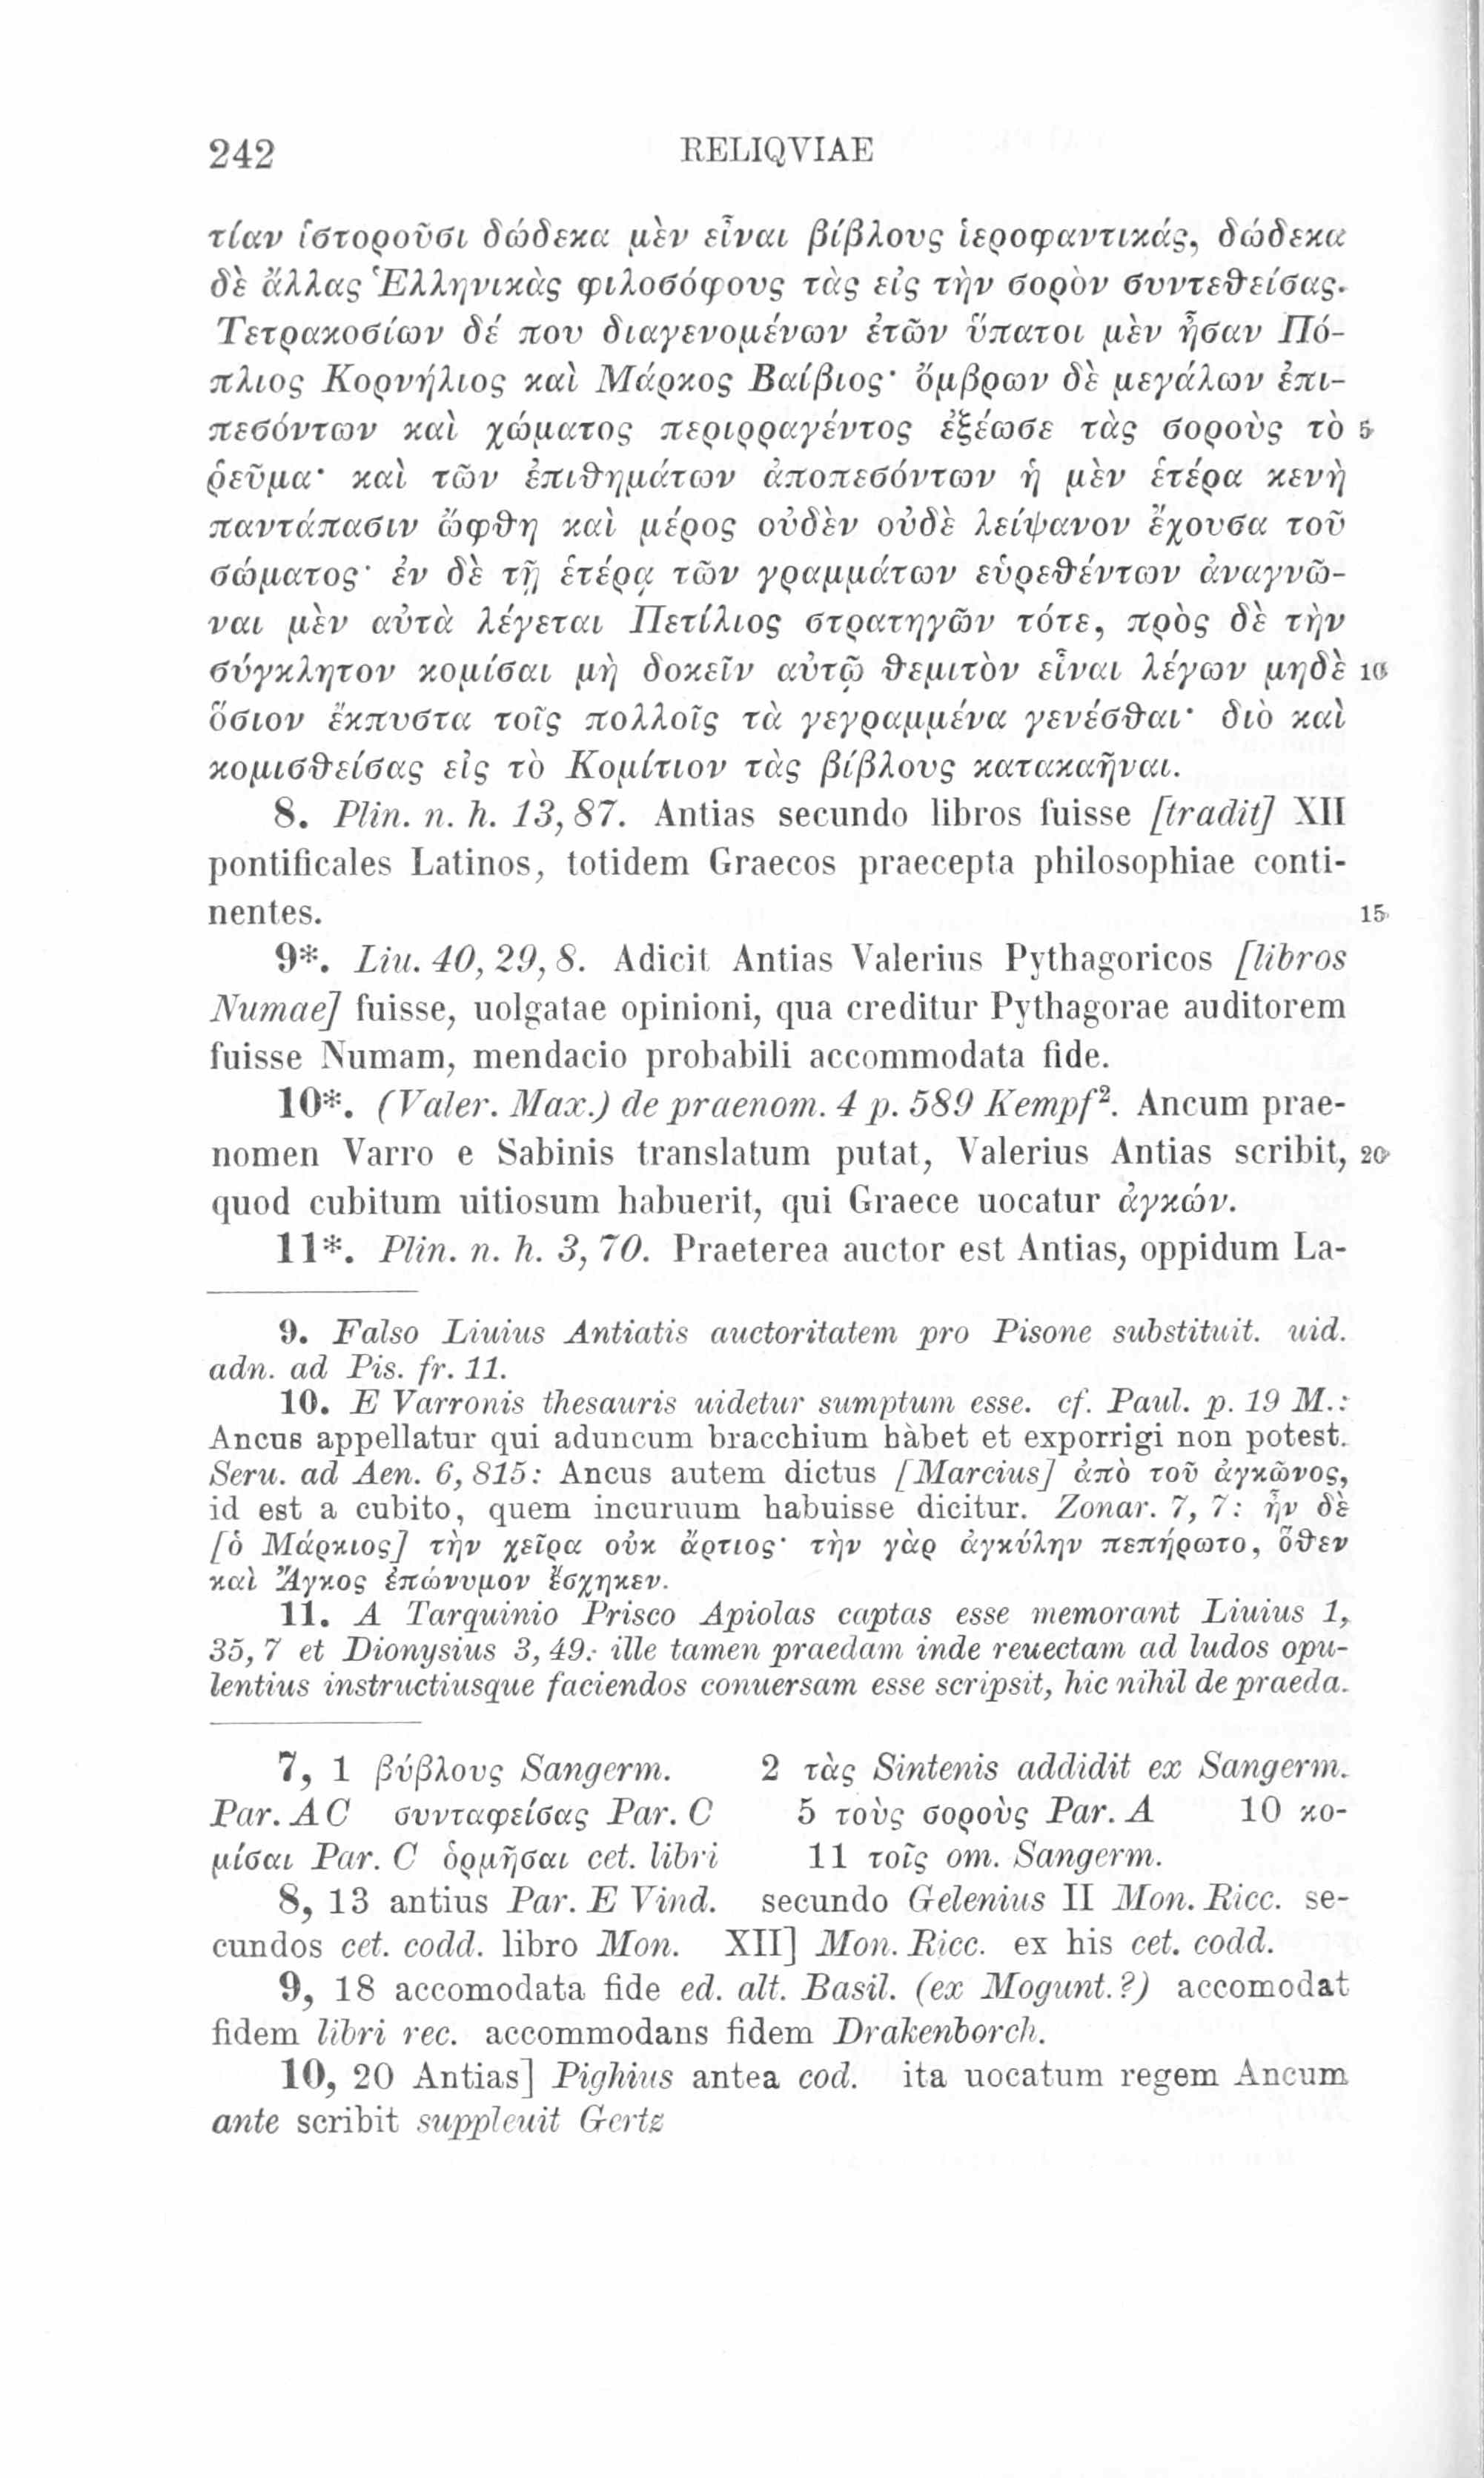 242 RELIQVIAE
τίαν ἱστοροῦσι δώδεκα μὲν εἶναι βίβλους ἱεροφαντικάς, δώδεκα
δὲ ἄλλας Ἑλληνικὰς φιλοσόφους τὰς εἰς τὴν σορὸν συντεθείσας.
Τετρακοσίων δέ που διαγενομένων ἐτῶν ὕπατοι μὲν ἦσαν Πό-
πλιος Κορνήλιος καὶ Μάρκος Βαίβιος· ὄμβρων δὲ μεγάλων ἐπι-
πεσόντων καὶ χώματος περιρραγέντος ἐξέωσε τὰς σοροὺς τὸ 5
ῥεῦμα· καὶ τῶν ἐπιθημάτων ἀποπεσόντων ἡ μὲν ἑτέρα κενὴ
παντάπασιν ὤφθη καὶ μέρος οὐδὲν οὐδὲ λείψανον ἔχουσα τοῦ
σώματος· ἐν δὲ τῇ ἑτέρᾳ τῶν γραμμάτων εὑρεθέντων ἀναγνῶ-
ναι μὲν αὐτὰ λέγεται Πετίλιος στρατηγῶν τότε, πρὸς δὲ τὴν
σύγκλητον κομίσαι μὴ δοκεῖν αὐτῷ θεμιτὸν εἶναι λέγων μηδὲ 10
ὅσιον ἔκπυστα τοῖς πολλοῖς τὰ γεγραμμένα γενέσθαι· διὸ καὶ
κομισθείσας εἰς τὸ Κομίτιον τὰς βίβλους κατακαῆναι.
8. Plin. n. h. 13, 87. Antias secundo libros fuisse [tradit] XII
pontificales Latinos, totidem Graecos praecepta philosophiae conti-
nentes. 15
9*. Liu. 40, 29, 8. Adicit Antias Valerius Pythagoricos [libros
Numae] fuisse, uolgatae opinioni, qua creditur Pythagorae auditorem
fuisse Numam, mendacio probabili accommodata fide.
10*. (Valer. Max.) de praenom. 4 p. 589 Kempf². Ancum prae-
nomen Varro e Sabinis translatum putat, Valerius Antias scribit, 20
quod cubitum uitiosum habuerit, qui Graece uocatur ἀγκών.
11*. Plin. n. h. 3, 70. Praeterea auctor est Antias, oppidum La-
9. Falso Liuius Antiatis auctoritatem pro Pisone substituit. uid.
adn. ad Pis. fr. 11.
10. E Varronis thesauris uidetur sumptum esse. cf. Paul. p. 19 M.:
Ancus appellatur qui aduncum bracchium habet et exporrigi non potest.
Seru. ad Aen. 6, 815: Ancus autem dictus [Marcius] ἀπὸ τοῦ ἀγκῶνος,
id est a cubito, quem incuruum habuisse dicitur. Zonar. 7, 7: ἦν δὲ
[ὁ Μάρκιος] τὴν χεῖρα οὐκ ἄρτιος· τὴν γὰρ ἀγκύλην πεπήρωτο, ὅθεν
καὶ Ἄγκος ἐπώνυμον ἔσχηκεν.
11. A Tarquinio Prisco Apiolas captas esse memorant Liuius 1,
35, 7 et Dionysius 3, 49: ille tamen praedam inde reuectam ad ludos opu-
lentius instructiusque faciendos conuersam esse scripsit, hic nihil de praeda.
7, 1 βύβλους Sangerm. 2 τὰς Sintenis addidit ex Sangerm.
Par. A C συνταφείσας Par. C 5 τοὺς σοροὺς Par. A 10 κο-
μίσαι Par. C ὁρμῆσαι cet. libri 11 τοῖς om. Sangerm.
8, 13 antius Par. E Vind. secundo Gelenius II Mon. Ricc. se-
cundos cet. codd. libro Mon. XII] Mon. Ricc. ex his cet. codd.
9, 18 accomodata fide ed. alt. Basil. (ex Mogunt.?) accomodat
fidem libri rec. accommodans fidem Drakenborch.
10, 20 Antias] Pighius antea cod. ita uocatum regem Ancum
ante scribit suppleuit Gertz